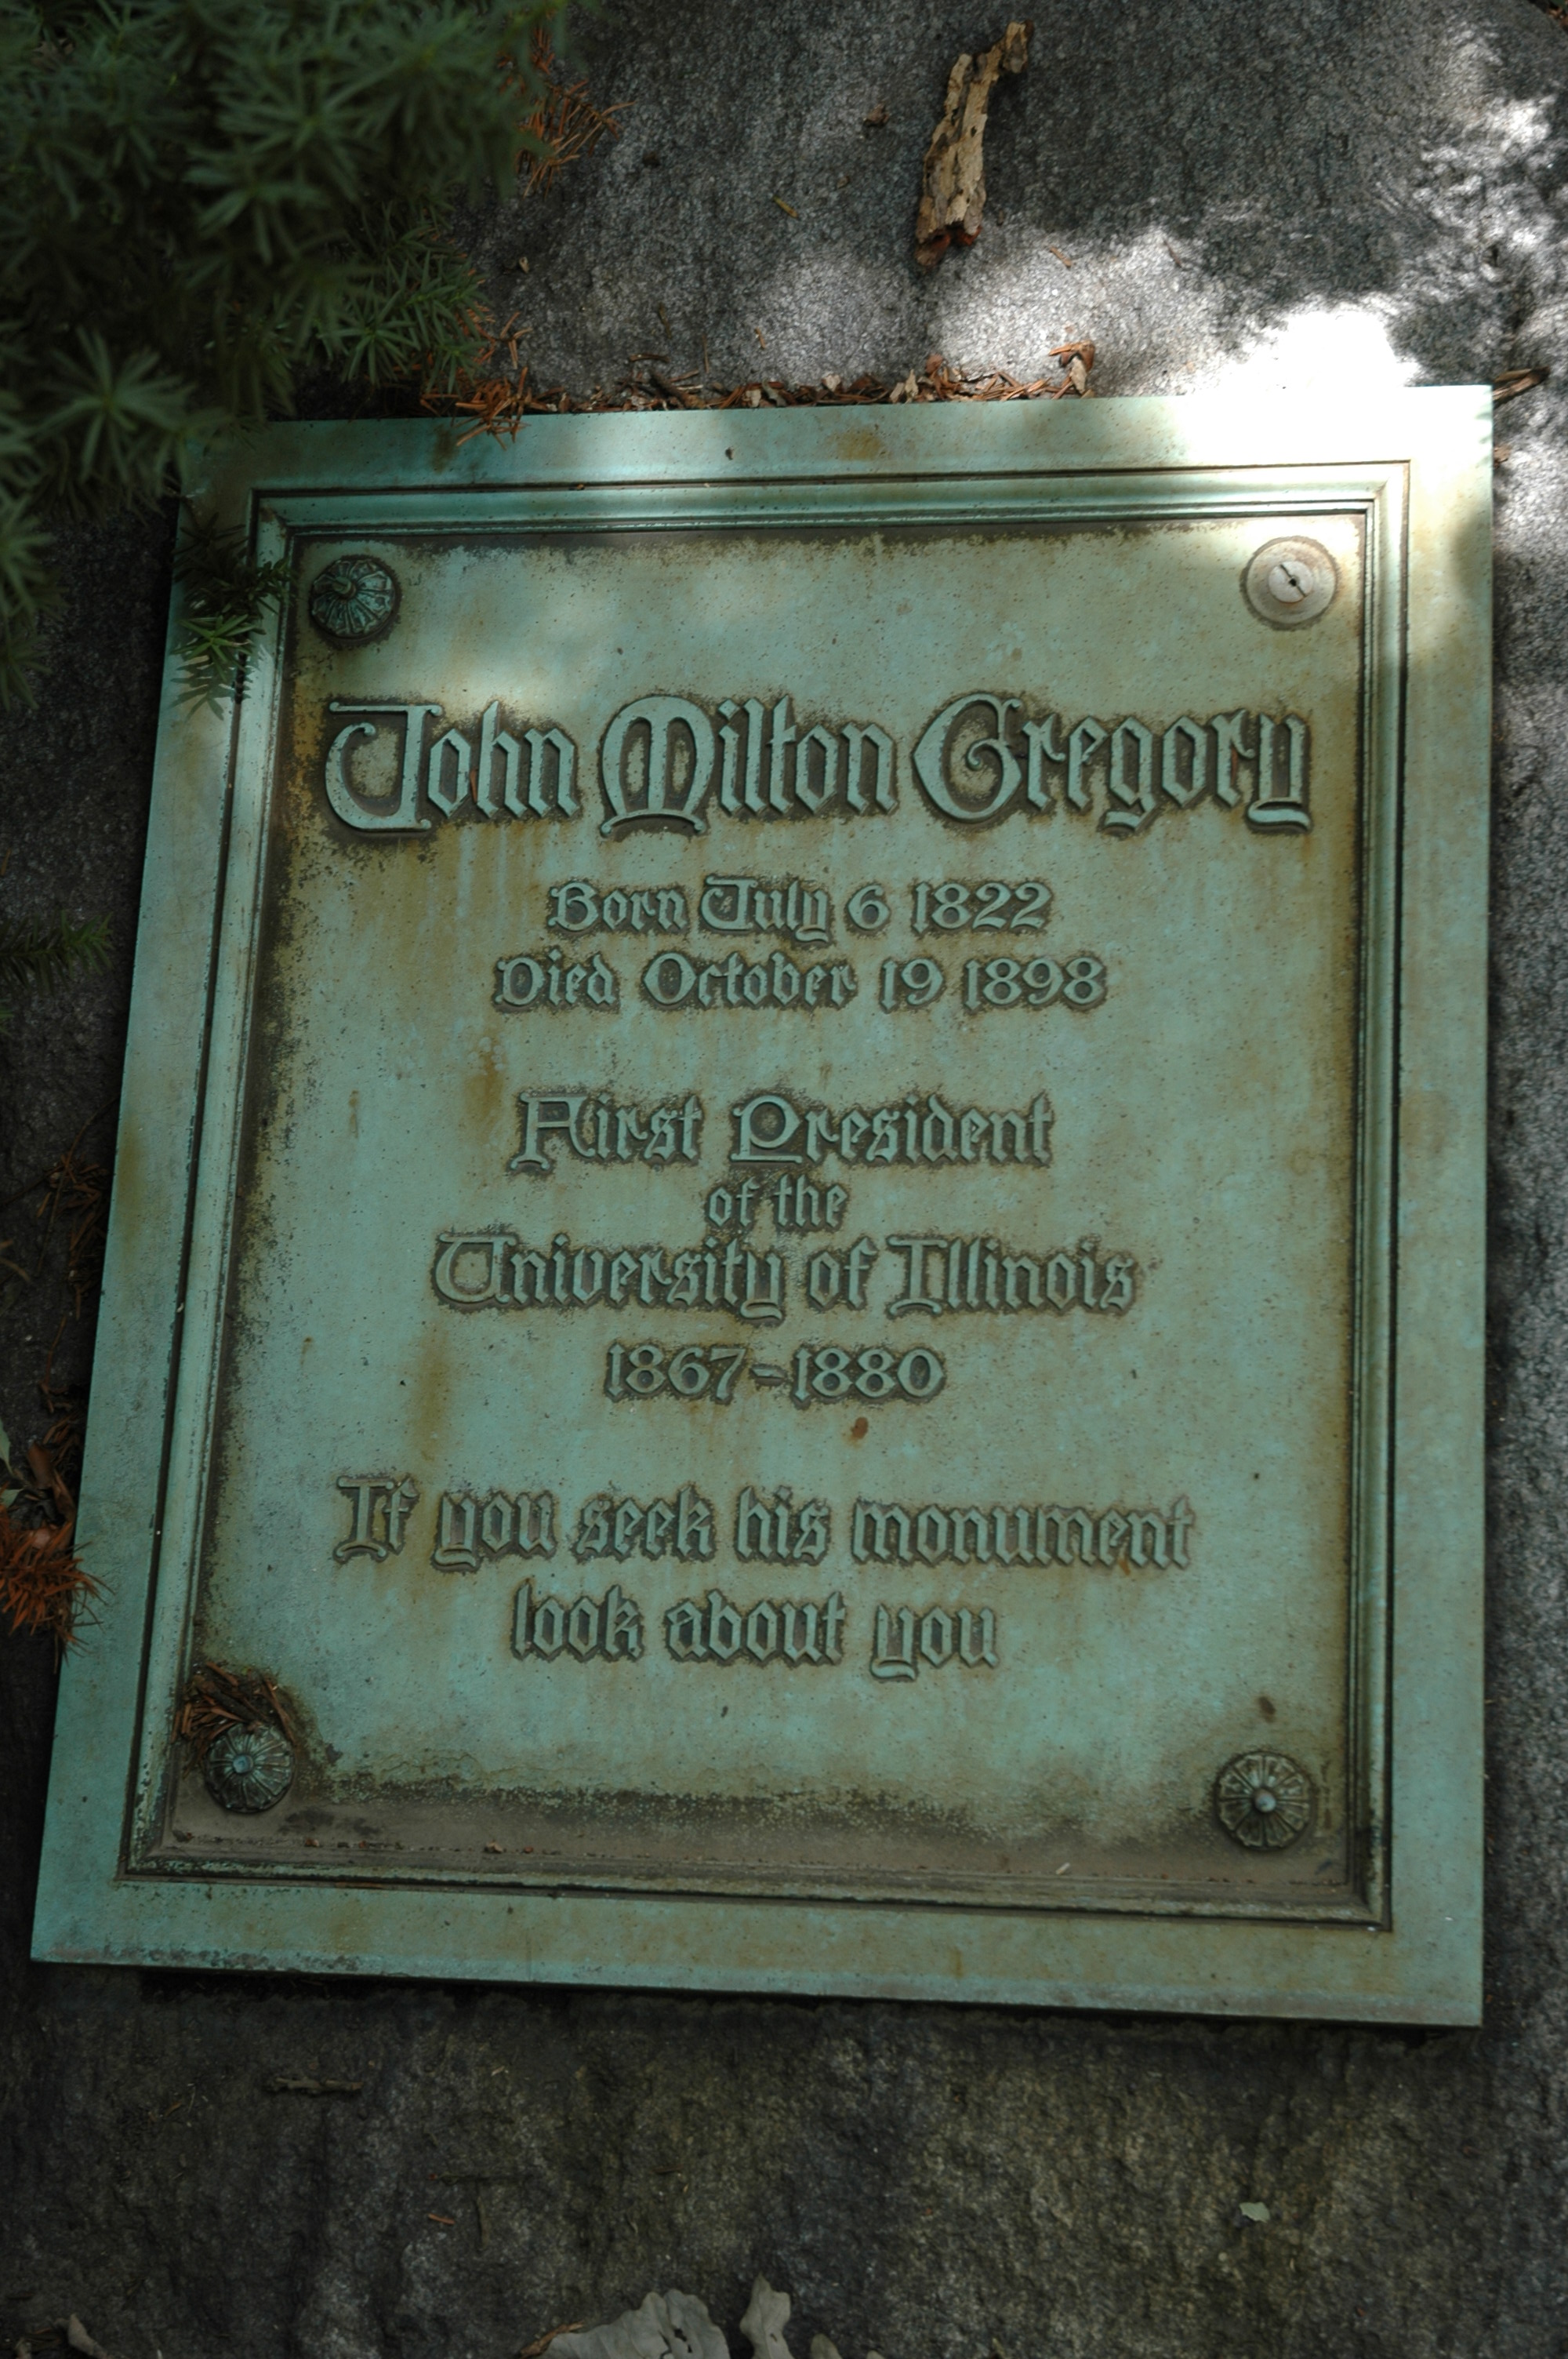 John Milton Gregory
Born July 6 1822
Died October 19 1898
First President
of the
University of Illinois
1867-1880
If you seek his monument
look about you